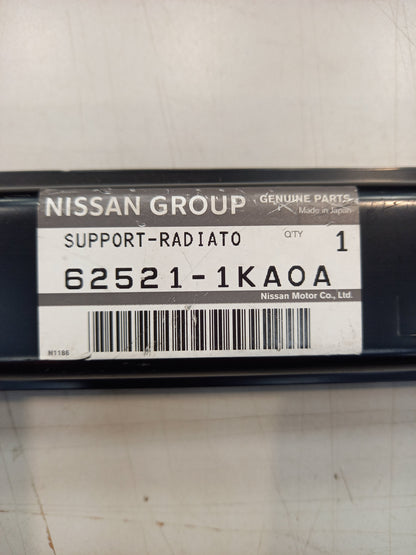 NISSAN GROUP GENUINE PARTS
Made in Japan
SUPPORT-RADIATO QTY 1
62521-1KA0A
Nissan Motor Co., Ltd.
N1186